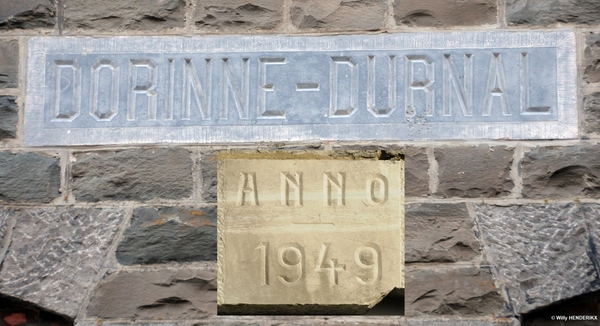 DORINNE-DURNAL
ANNO
1949
© Willy HENDERIKX